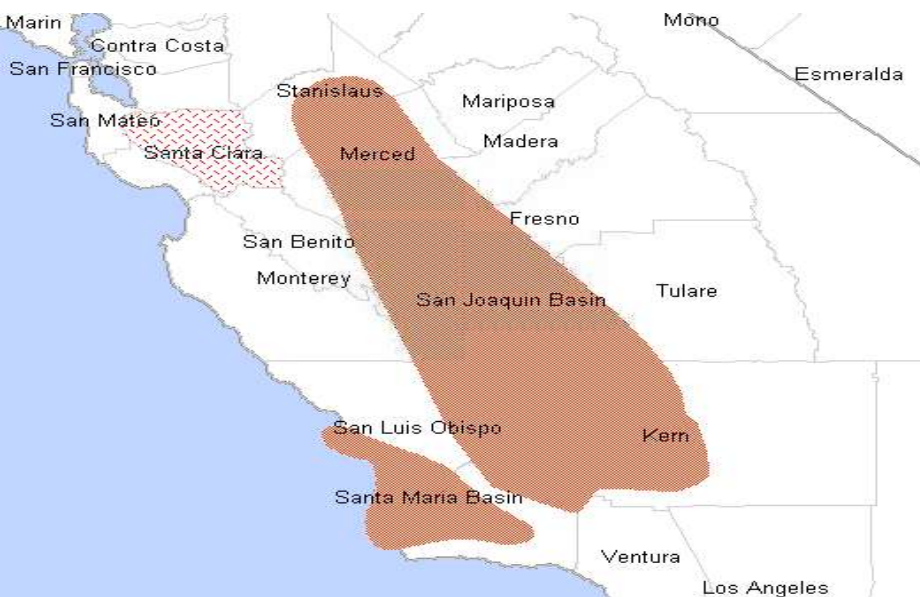 Marin
Mono
Contra Costa
San Francisco
Esmeralda
Stanislaus
Mariposa
San Mateo
Madera
Santa Clara
Merced
Fresno
San Benito
Monterey
Tulare
San Joaquin Basin
San Luis Obispo
Kern
Santa Maria Basin
Ventura
Los Angeles